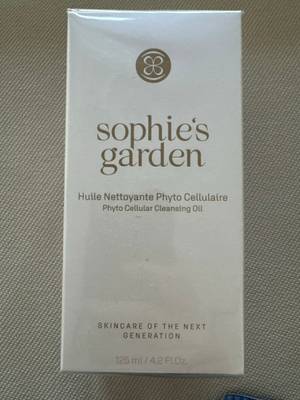 sophie's
garden
Huile Nettoyante Phyto Cellulaire
Phyto Cellular Cleansing Oil
SKINCARE OF THE NEXT
GENERATION
125 ml / 4.2 Fl.Oz.